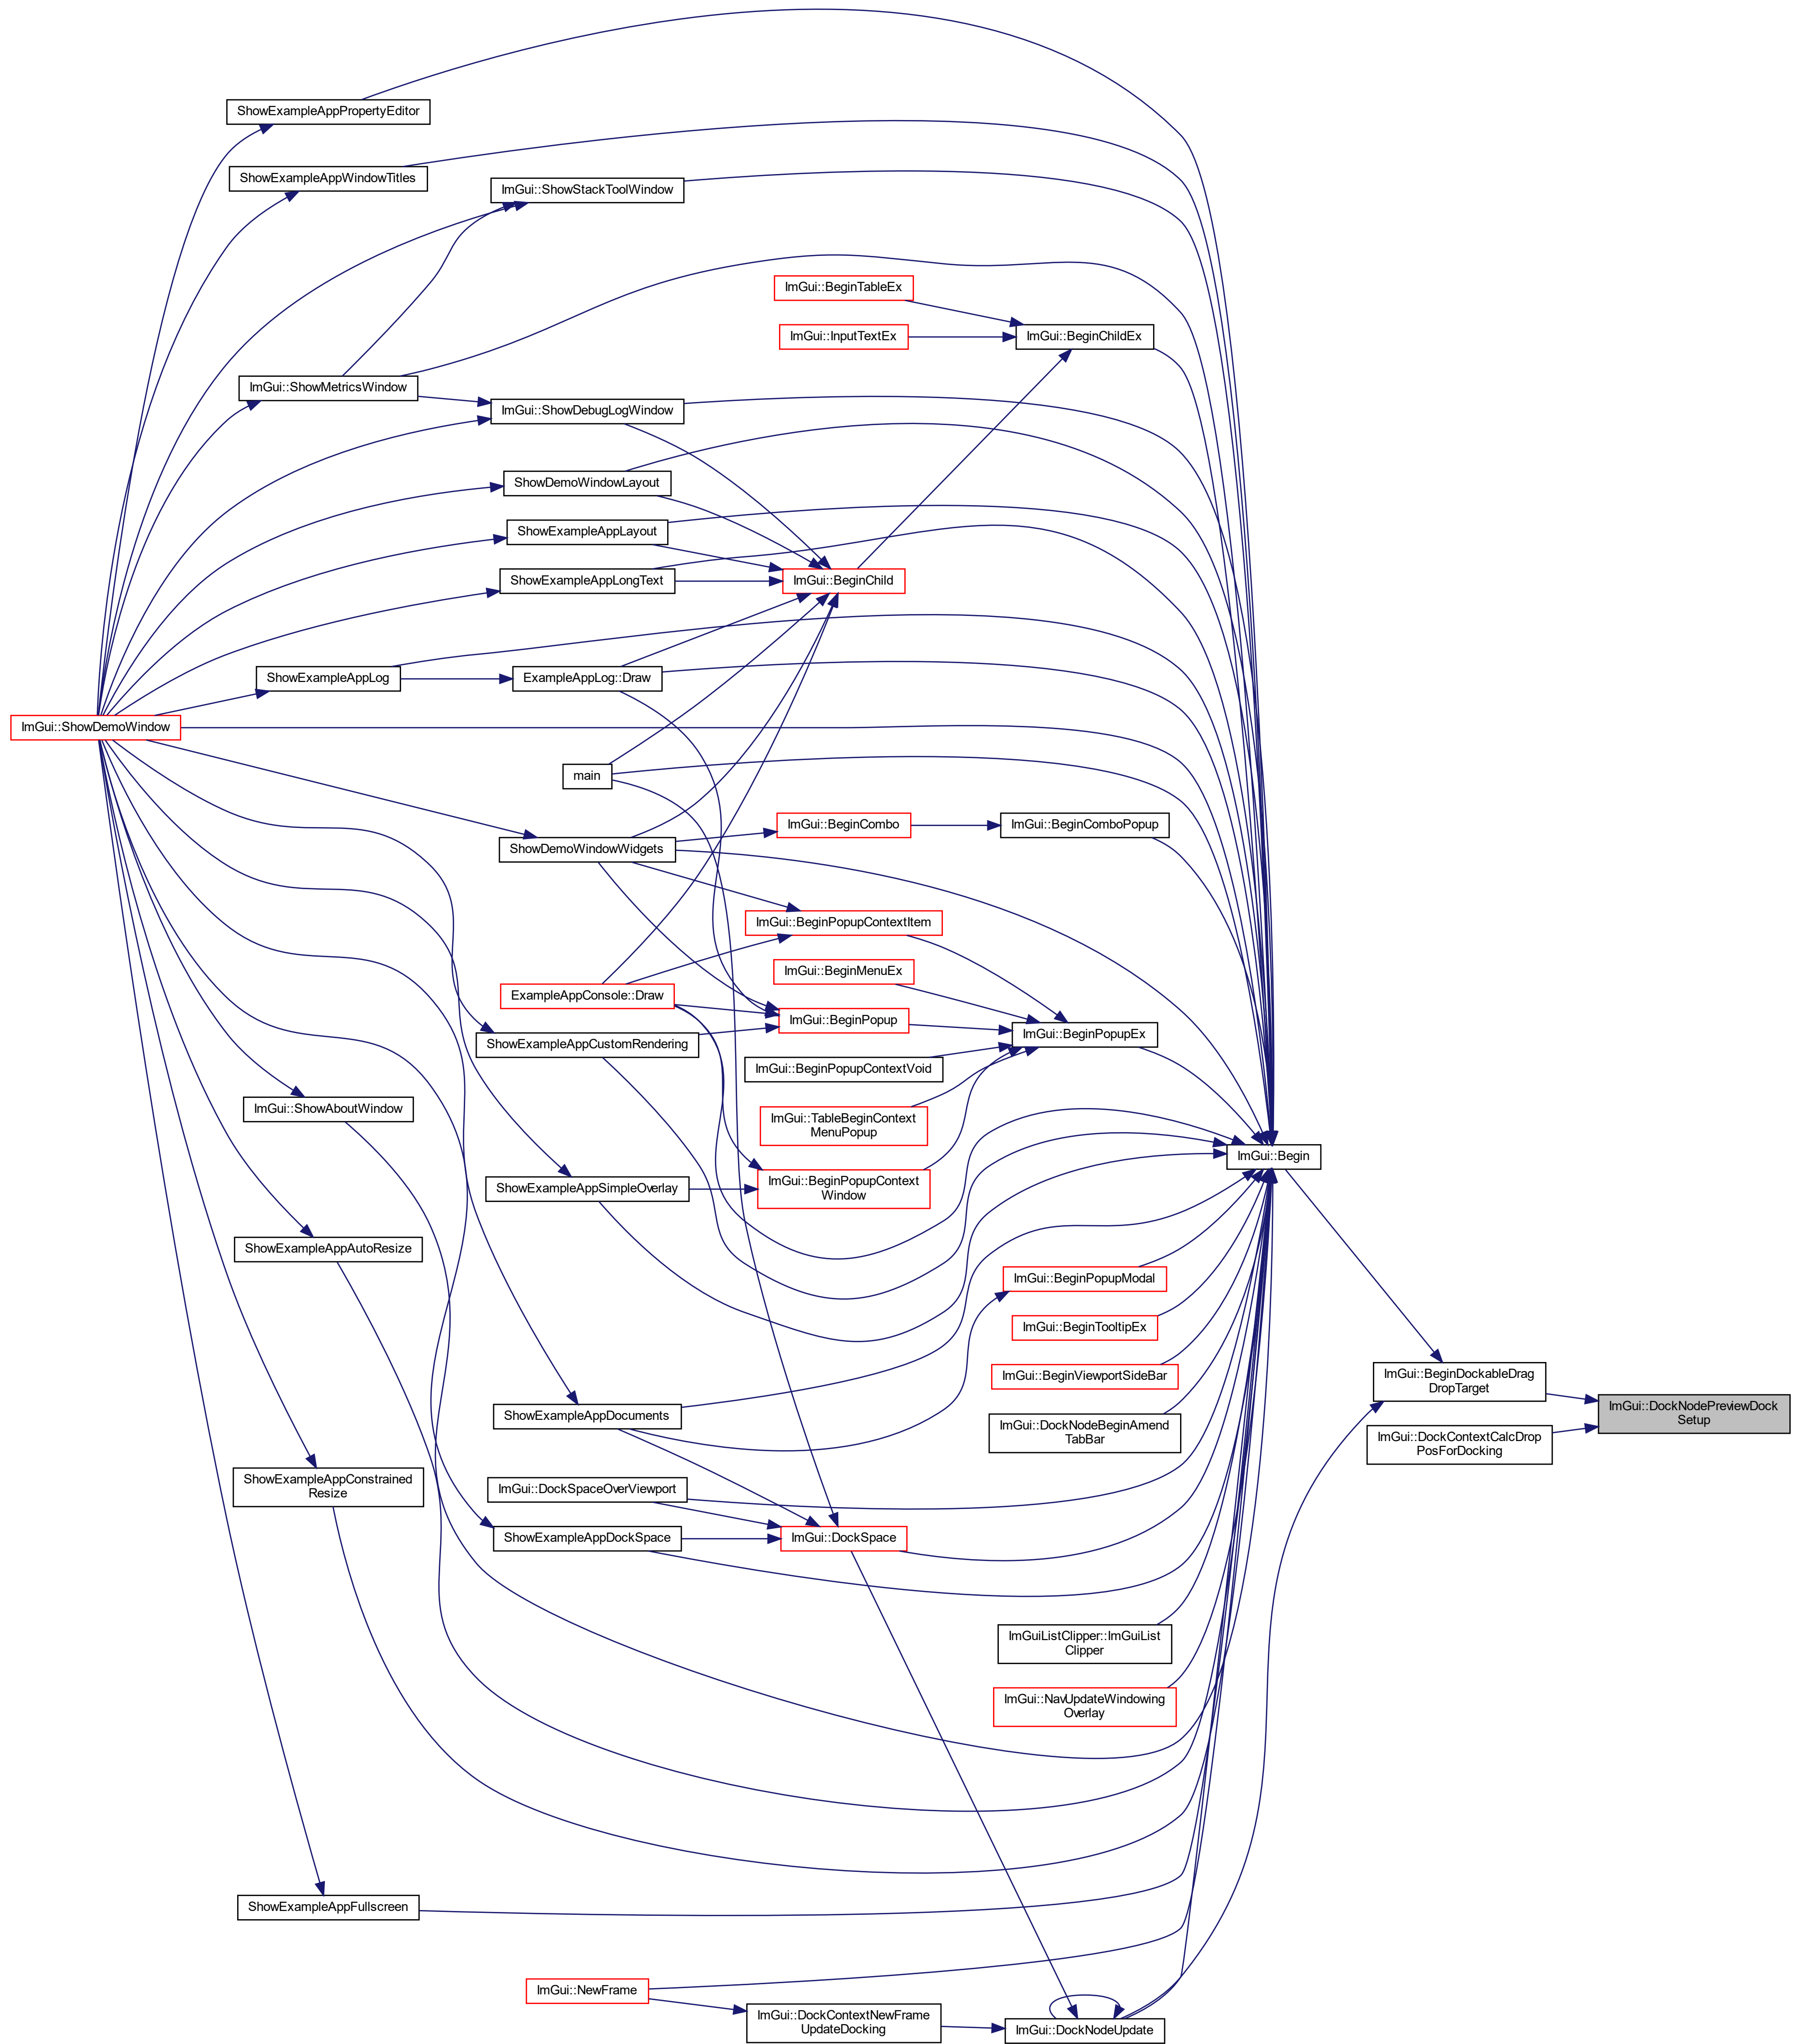 ShowExampleAppPropertyEditor
ShowExampleAppWindowTitles
ImGui::ShowStackToolWindow
ImGui::BeginTableEx
ImGui::InputTextEx
ImGui::BeginChildEx
ImGui::ShowMetricsWindow
ImGui::ShowDebugLogWindow
ShowDemoWindowLayout
ShowExampleAppLayout
ShowExampleAppLongText
ImGui::BeginChild
ShowExampleAppLog
ExampleAppLog::Draw
ImGui::ShowDemoWindow
main
ImGui::BeginCombo
ImGui::BeginComboPopup
ShowDemoWindowWidgets
ImGui::BeginPopupContextItem
ImGui::BeginMenuEx
ExampleAppConsole::Draw
ImGui::BeginPopup
ImGui::BeginPopupEx
ShowExampleAppCustomRendering
ImGui::BeginPopupContextVoid
ImGui::ShowAboutWindow
ImGui::TableBeginContext
MenuPopup
ImGui::Begin
ShowExampleAppSimpleOverlay
ImGui::BeginPopupContext
Window
ShowExampleAppAutoResize
ImGui::BeginPopupModal
ImGui::BeginTooltipEx
ImGui::BeginViewportSideBar
ImGui::BeginDockableDrag
DropTarget
ImGui::DockNodePreviewDock
Setup
ShowExampleAppDocuments
ImGui::DockNodeBeginAmend
TabBar
ImGui::DockContextCalcDrop
PosForDocking
ShowExampleAppConstrained
Resize
ImGui::DockSpaceOverViewport
ShowExampleAppDockSpace
ImGui::DockSpace
ImGuiListClipper::ImGuiList
Clipper
ImGui::NavUpdateWindowing
Overlay
ShowExampleAppFullscreen
ImGui::NewFrame
ImGui::DockContextNewFrame
UpdateDocking
ImGui::DockNodeUpdate